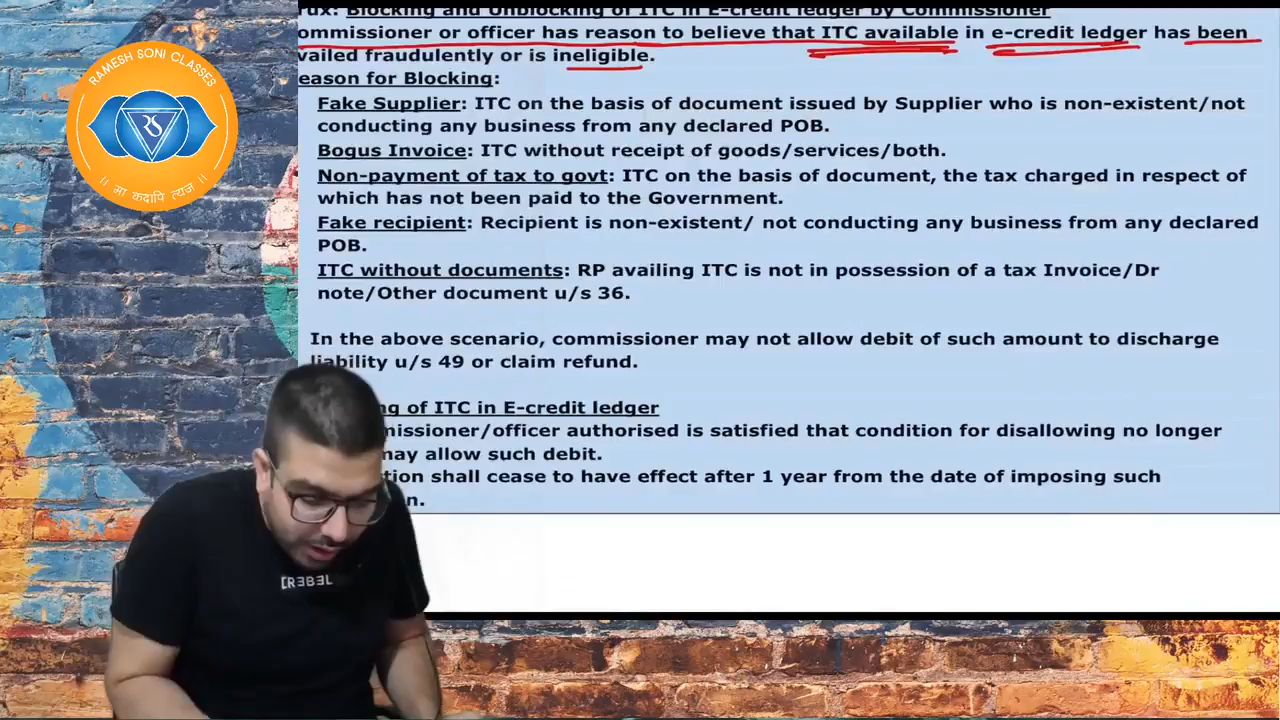 RAMESH SONI CLASSES
।। मा कदापि त्यज ।।
Blocking and Unblocking of ITC in E-credit ledger by Commissioner
officer has reason to believe that ITC available in e-credit ledger has been
fraudulently or is ineligible.
for Blocking:
Fake Supplier: ITC on the basis of document issued by Supplier who is non-existent/not
conducting any business from any declared POB.
Bogus Invoice: ITC without receipt of goods/services/both.
Non-payment of tax to govt: ITC on the basis of document, the tax charged in respect of
which has not been paid to the Government.
Fake recipient: Recipient is non-existent/ not conducting any business from any declared
POB.
ITC without documents: RP availing ITC is not in possession of a tax Invoice/Dr
note/Other document u/s 36.
In the above scenario, commissioner may not allow debit of such amount to discharge
liability u/s 49 or claim refund.
of ITC in E-credit ledger
officer authorised is satisfied that condition for disallowing no longer
may allow such debit.
shall cease to have effect after 1 year from the date of imposing such
[REBEL